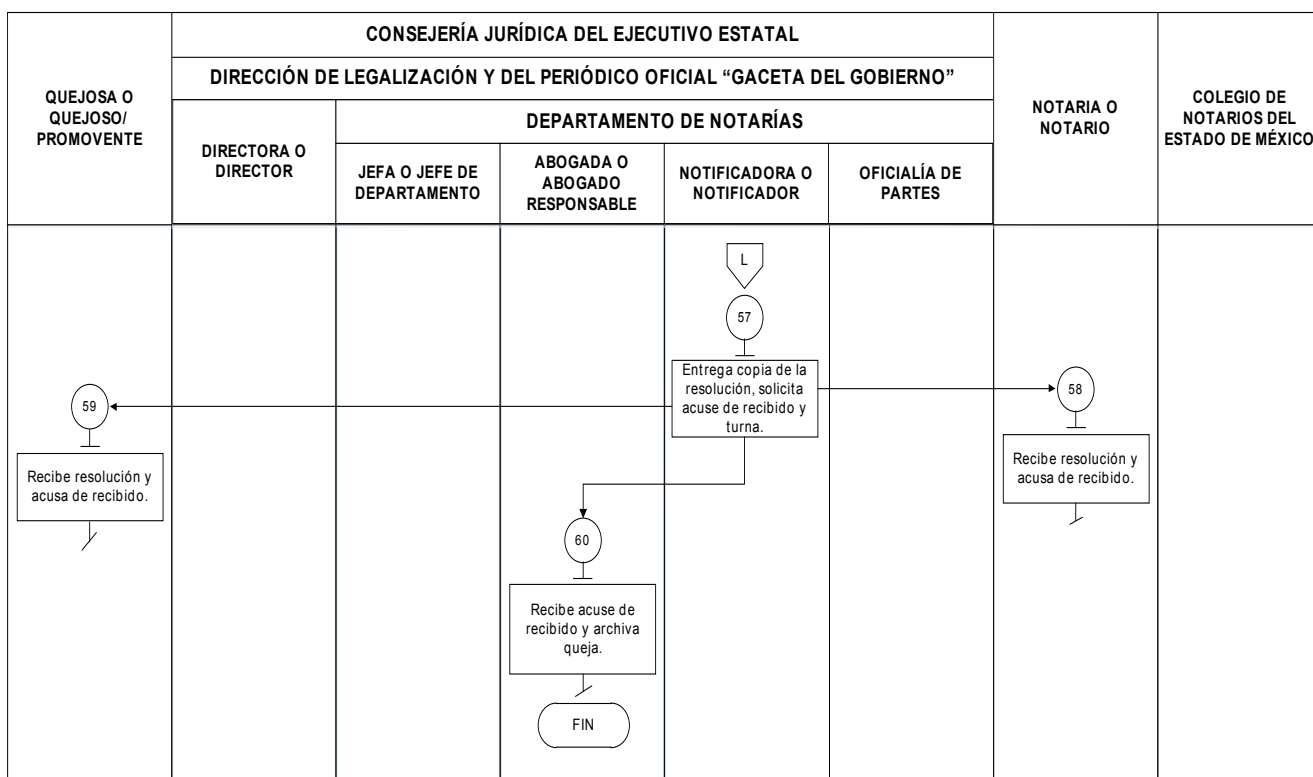 QUEJOSA O
QUEJOSO/
PROMOVENTE
CONSEJERÍA JURÍDICA DEL EJECUTIVO ESTATAL
DIRECCIÓN DE LEGALIZACIÓN Y DEL PERIÓDICO OFICIAL “GACETA DEL GOBIERNO”
DIRECTORA O
DIRECTOR
DEPARTAMENTO DE NOTARÍAS
JEFA O JEFE DE
DEPARTAMENTO
ABOGADA O
ABOGADO
RESPONSABLE
NOTIFICADORA O
NOTIFICADOR
OFICIALÍA DE
PARTES
NOTARIA O
NOTARIO
COLEGIO DE
NOTARIOS DEL
ESTADO DE MÉXICO
L
57
Entrega copia de la
resolución, solicita
acuse de recibido y
turna.
58
Recibe resolución y
acusa de recibido.
59
Recibe resolución y
acusa de recibido.
60
Recibe acuse de
recibido y archiva
queja.
FIN